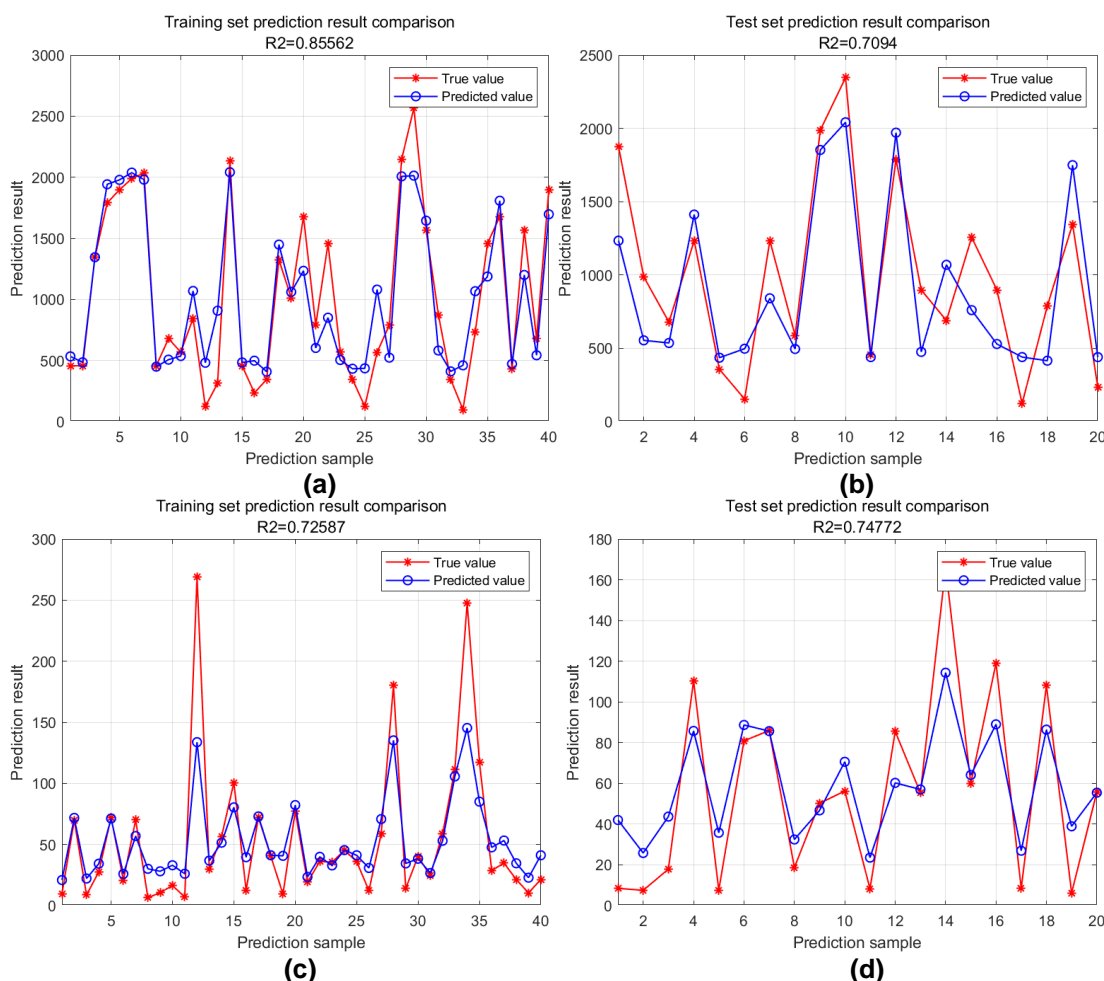 Training set prediction result comparison
R2=0.85562
3000
2500
2000
1500
1000
500
0
5
10
15
20
25
30
35
40
Prediction result
Prediction sample
True value
Predicted value
(a)
Test set prediction result comparison
R2=0.7094
2500
2000
1500
1000
500
0
2
4
6
8
10
12
14
16
18
20
Prediction result
Prediction sample
True value
Predicted value
(b)
Training set prediction result comparison
R2=0.72587
300
250
200
150
100
50
0
5
10
15
20
25
30
35
40
Prediction result
Prediction sample
True value
Predicted value
(c)
Test set prediction result comparison
R2=0.74772
180
160
140
120
100
80
60
40
20
0
2
4
6
8
10
12
14
16
18
20
Prediction result
Prediction sample
True value
Predicted value
(d)